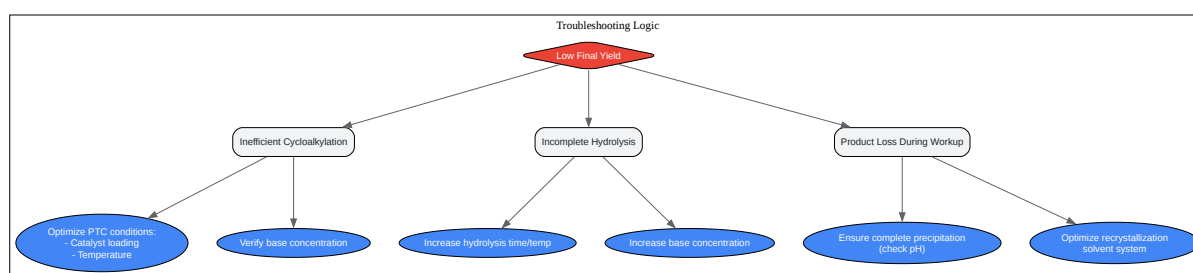 Troubleshooting Logic
Low Final Yield
Inefficient Cycloalkylation
Incomplete Hydrolysis
Product Loss During Workup
Optimize PTC conditions:
- Catalyst loading
- Temperature
Verify base concentration
Increase hydrolysis time/temp
Increase base concentration
Ensure complete precipitation
(check pH)
Optimize recrystallization
solvent system